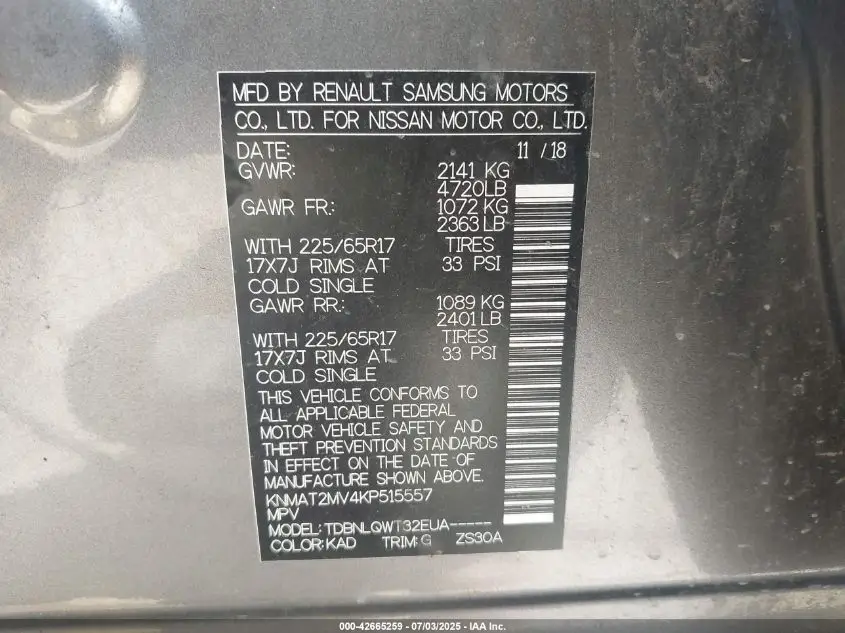 MFD BY RENAULT SAMSUNG MOTORS
CO., LTD. FOR NISSAN MOTOR CO., LTD.
DATE: 11 / 18
GVWR: 2141 KG
4720LB
GAWR FR.: 1072 KG
2363 LB
WITH 225/65R17 TIRES
17X7J RIMS AT 33 PSI
COLD SINGLE
GAWR RR.: 1089 KG
2401 LB
WITH 225/65R17 TIRES
17X7J RIMS AT 33 PSI
COLD SINGLE
THIS VEHICLE CONFORMS TO
ALL APPLICABLE FEDERAL
MOTOR VEHICLE SAFETY AND
THEFT PREVENTION STANDARDS
IN EFFECT ON THE DATE OF
MANUFACTURE SHOWN ABOVE.
KNMAT2MV4KP515557
MPV
MODEL: TDBNLQWT32EUA-----
COLOR: KAD TRIM: G ZS30A
000-42665259 - 07/03/2025 - IAA Inc.